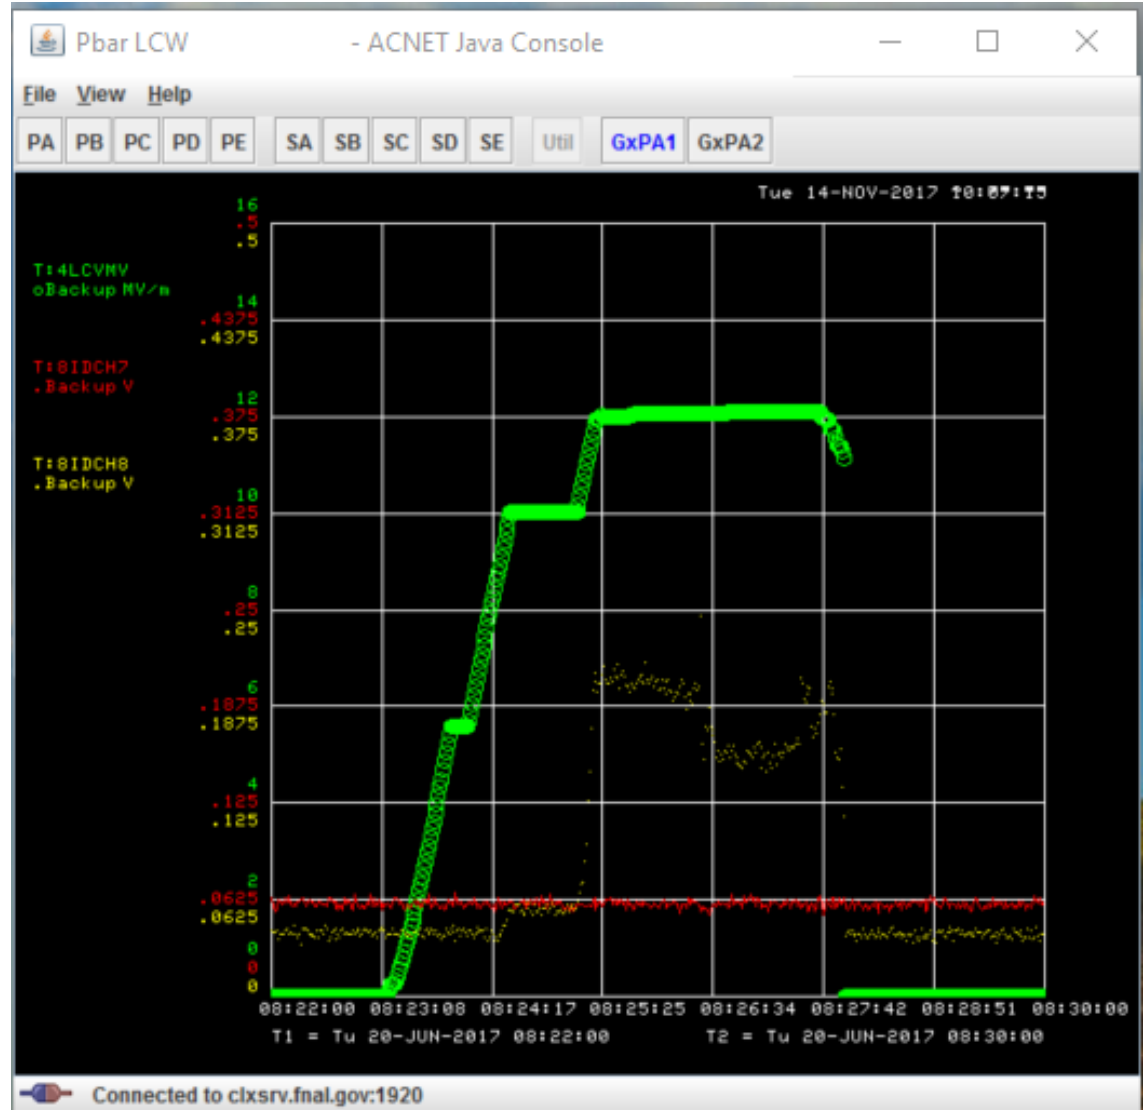 Pbar LCW - ACNET Java Console
File View Help
PA PB PC PD PE SA SB SC SD SE Util GxPA1 GxPA2
Tue 14-NOV-2017
16
.5
.5
T:4LCVMV
oBackup MV/m
14
.4375
.4375
T:8IDCH7
.Backup V
12
.375
.375
T:8IDCH8
.Backup V
10
.3125
.3125
8
.25
.25
6
.1875
.1875
4
.125
.125
2
.0625
.0625
0
0
0
08:22:00 08:23:08 08:24:17 08:25:25 08:26:34 08:27:42 08:28:51 08:30:00
T1 = Tu 20-JUN-2017 08:22:00 T2 = Tu 20-JUN-2017 08:30:00
Connected to clxsrv.fnal.gov:1920